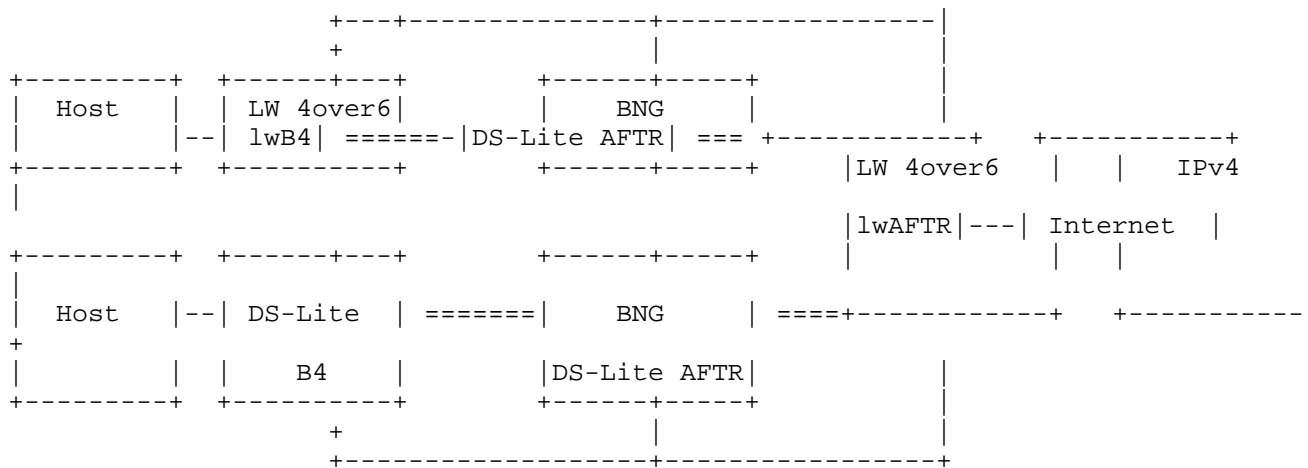 Host LW 4over6 BNG
lwB4 DS-Lite AFTR
LW 4over6 IPv4
lwAFTR Internet
Host DS-Lite BNG
B4 DS-Lite AFTR